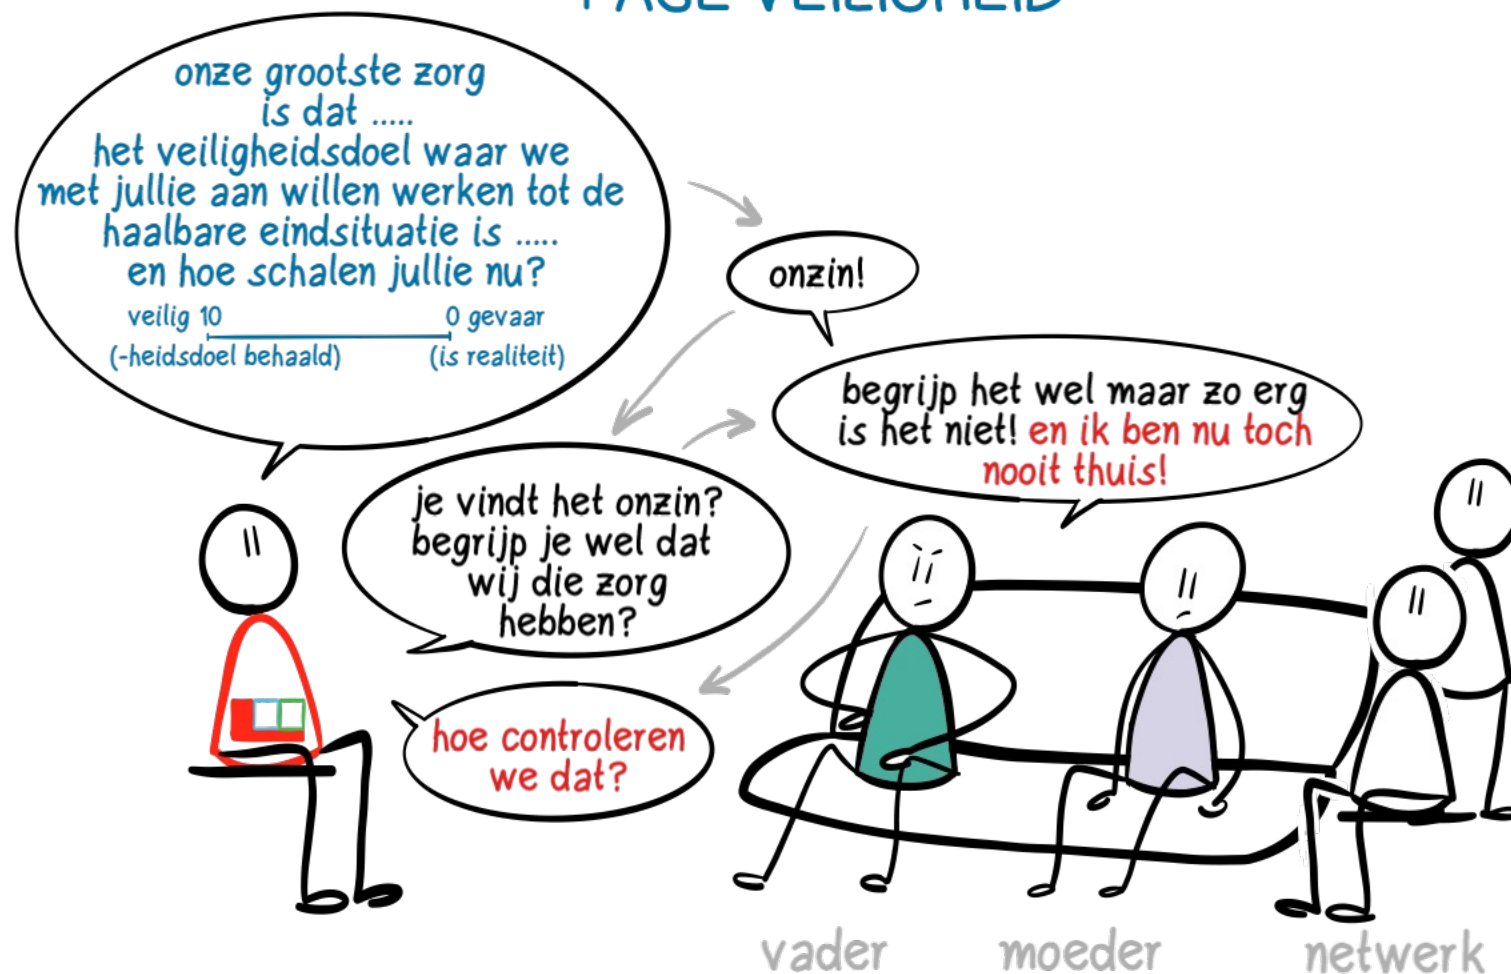 VEILIGHEID
onze grootste zorg
is dat .....
het veiligheidsdoel waar we
met jullie aan willen werken tot de
haalbare eindsituatie is .....
en hoe schalen jullie nu?
veilig 10 0 gevaar
(-heidsdoel behaald) (is realiteit)
onzin!
je vindt het onzin?
begrijp je wel dat
wij die zorg
hebben?
begrijp het wel maar zo erg
is het niet! en ik ben nu toch
nooit thuis!
hoe controleren
we dat?
vader moeder netwerk